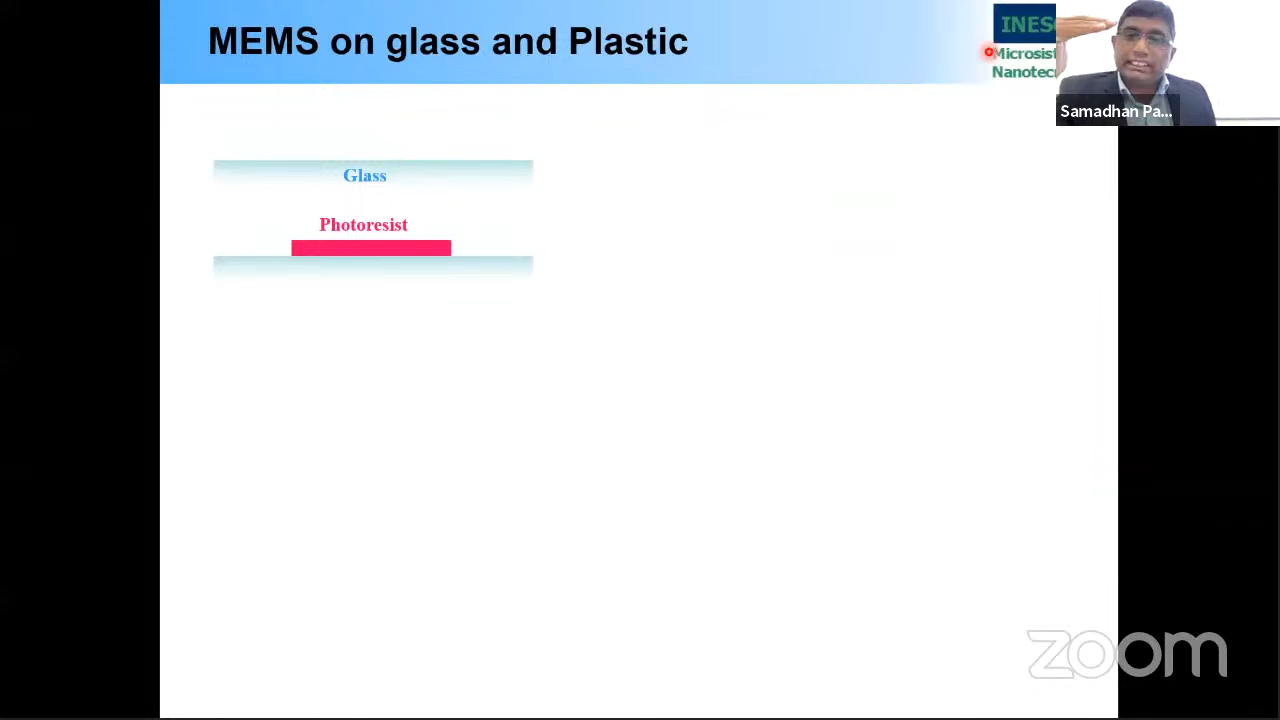 MEMS on glass and Plastic
INES
Microsist
Nanotec
Samadhan Pa...
Glass
Photoresist
zoom